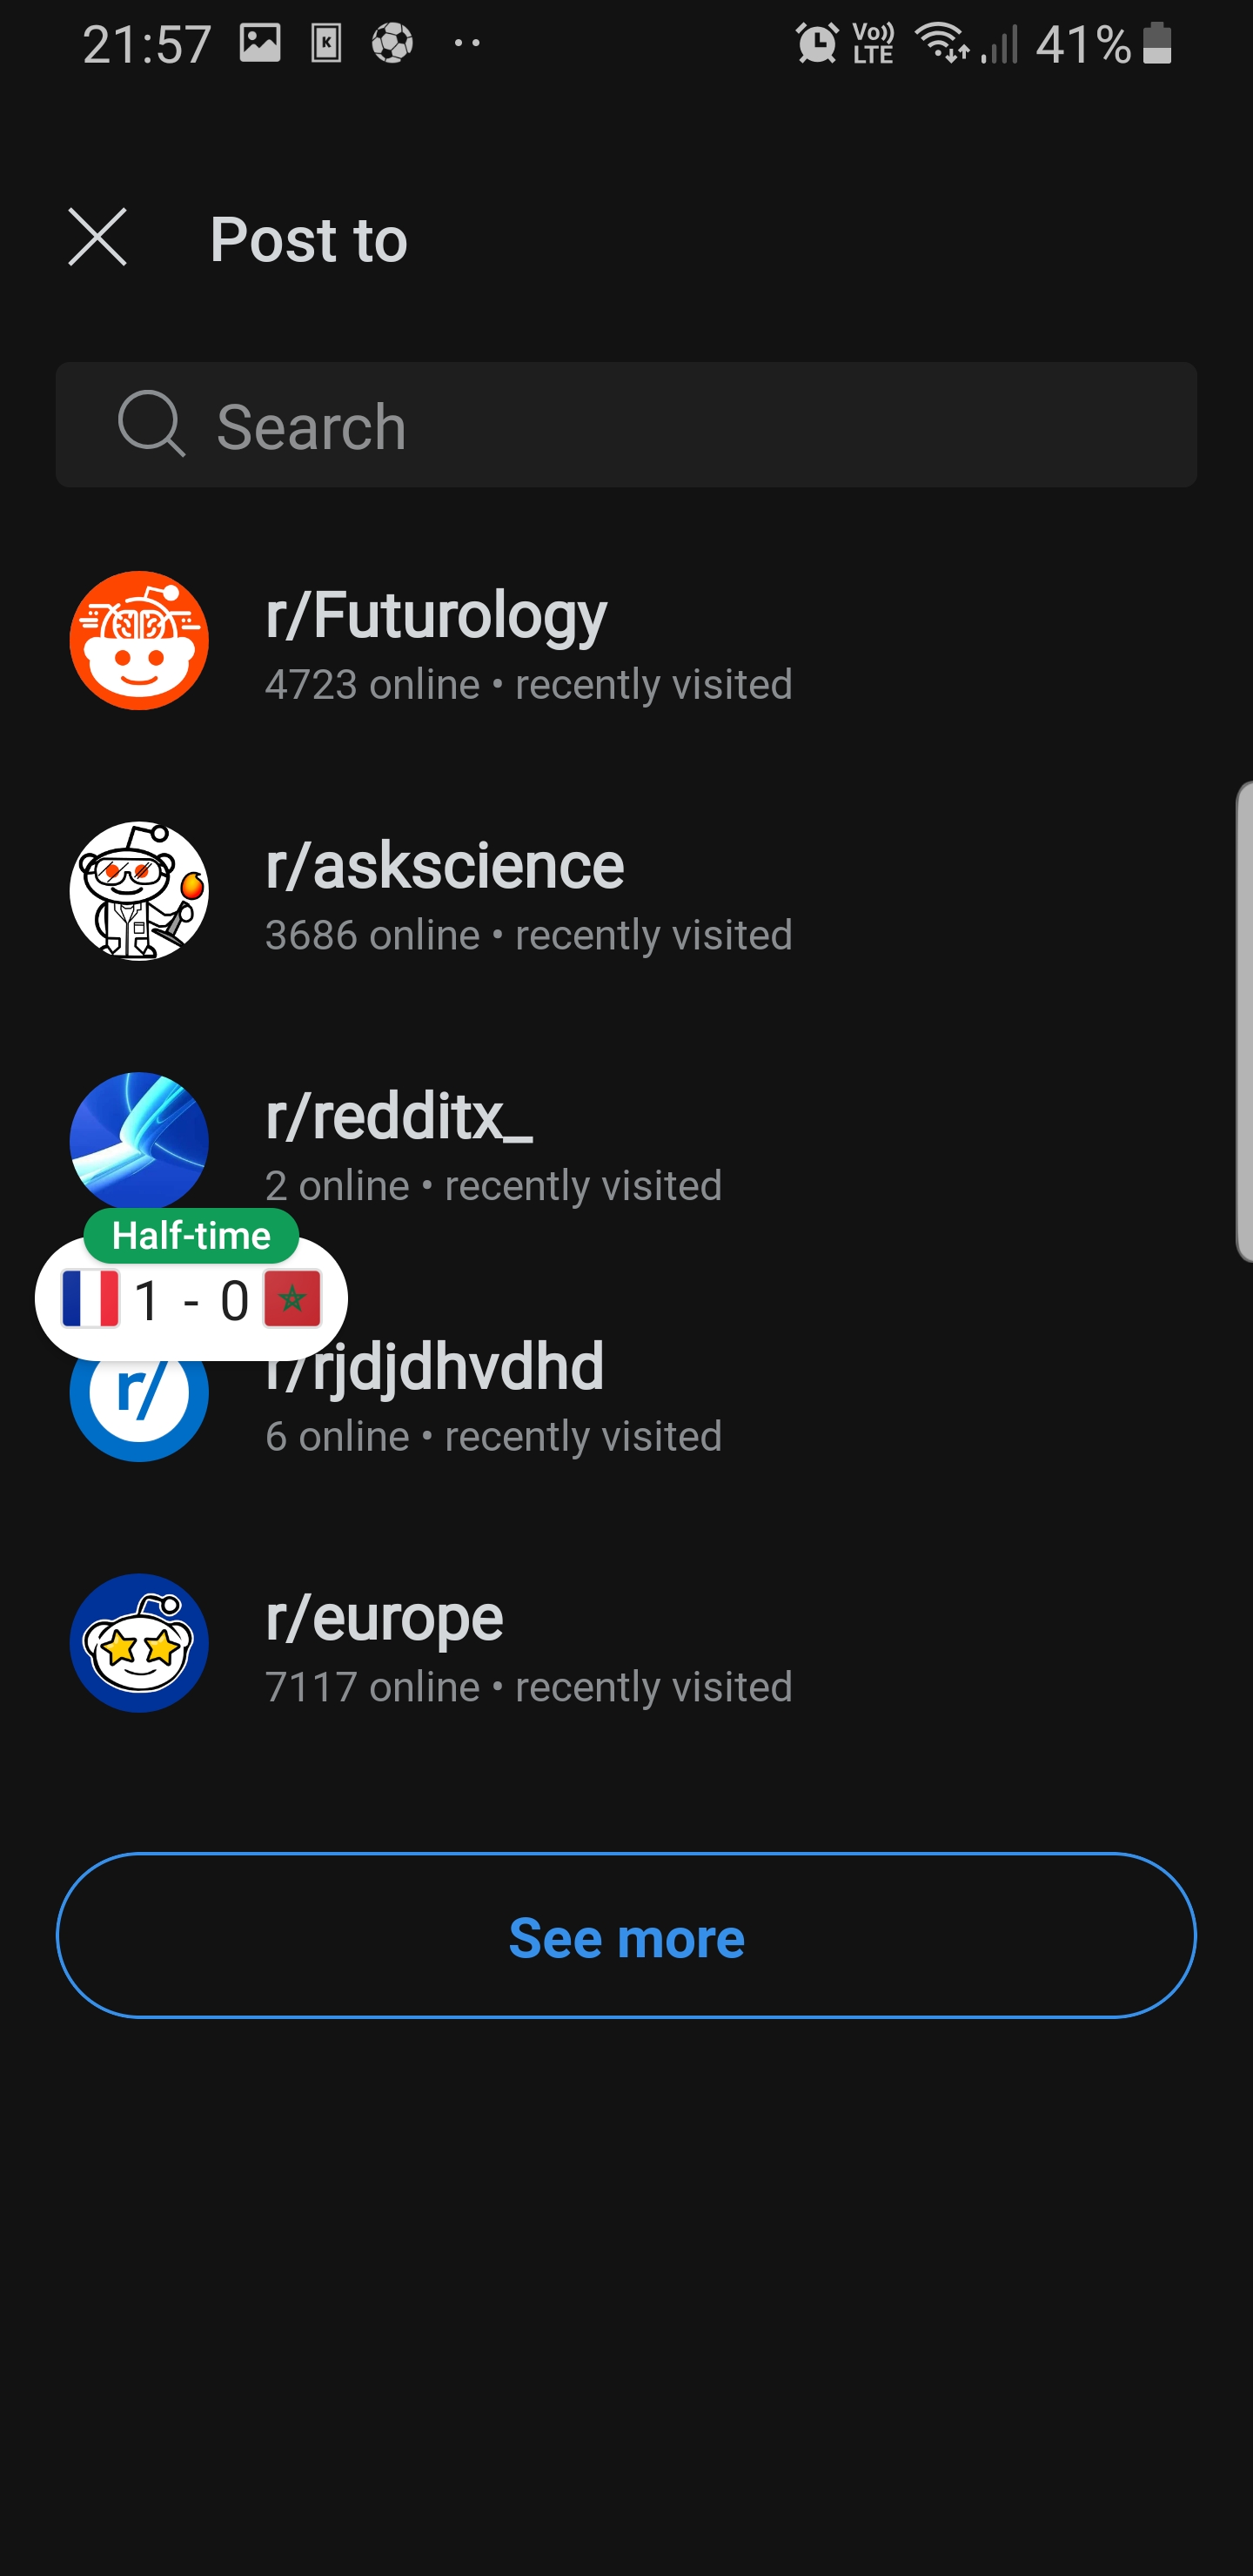 21:57 K Vo)) LTE 41%
Post to
Search
r/Futurology
4723 online • recently visited
r/askscience
3686 online • recently visited
r/redditx_
2 online • recently visited
Half-time
1 - 0
r/
r/rjdjdhvdhd
6 online • recently visited
r/europe
7117 online • recently visited
See more